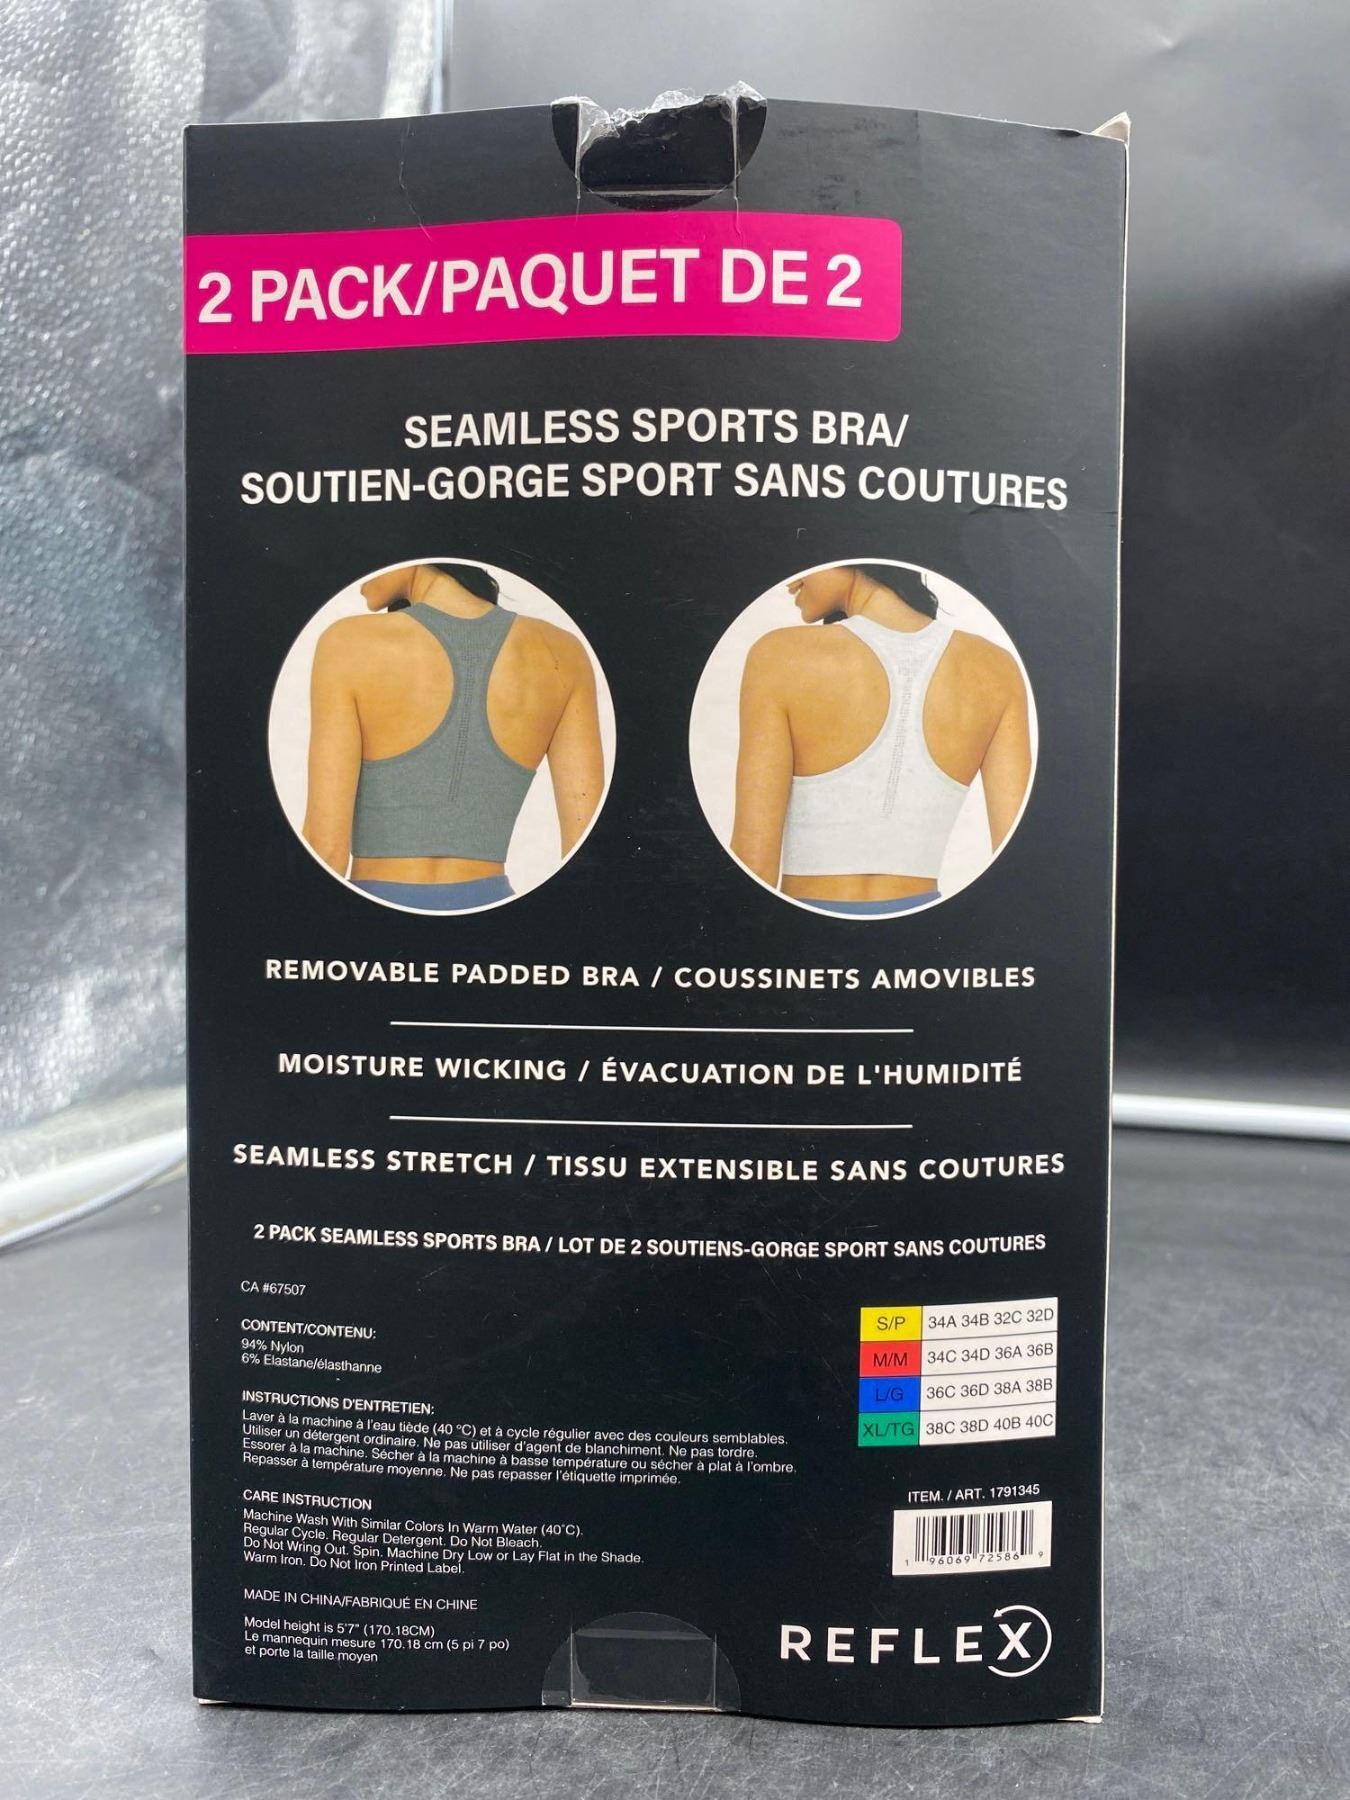 2 PACK/PAQUET DE 2
SEAMLESS SPORTS BRA/
SOUTIEN-GORGE SPORT SANS COUTURES
REMOVABLE PADDED BRA / COUSSINETS AMOVIBLES
MOISTURE WICKING / ÉVACUATION DE L'HUMIDITÉ
SEAMLESS STRETCH / TISSU EXTENSIBLE SANS COUTURES
2 PACK SEAMLESS SPORTS BRA / LOT DE 2 SOUTIENS-GORGE SPORT SANS COUTURES
CA #67507
CONTENT/CONTENU:
94% Nylon
6% Elastane/élasthanne
INSTRUCTIONS D'ENTRETIEN:
Laver à la machine à l'eau tiède (40 °C) et à cycle régulier avec des couleurs semblables.
Utiliser un détergent ordinaire. Ne pas utiliser d'agent de blanchiment. Ne pas tordre.
Essorer à la machine. Sécher à la machine à basse température ou sécher à plat à l'ombre.
Repasser à température moyenne. Ne pas repasser l'étiquette imprimée.
CARE INSTRUCTION
Machine Wash With Similar Colors In Warm Water (40°C).
Regular Cycle. Regular Detergent. Do Not Bleach.
Do Not Wring Out. Spin. Machine Dry Low or Lay Flat in the Shade.
Warm Iron. Do Not Iron Printed Label.
MADE IN CHINA/FABRIQUÉ EN CHINE
Model height is 5'7" (170.18CM)
Le mannequin mesure 170.18 cm (5 pi 7 po)
et porte la taille moyen
S/P 34A 34B 32C 32D
M/M 34C 34D 36A 36B
L/G 36C 36D 38A 38B
XL/TG 38C 38D 40B 40C
ITEM. / ART. 1791345
1 96069 72586 9
REFLEX